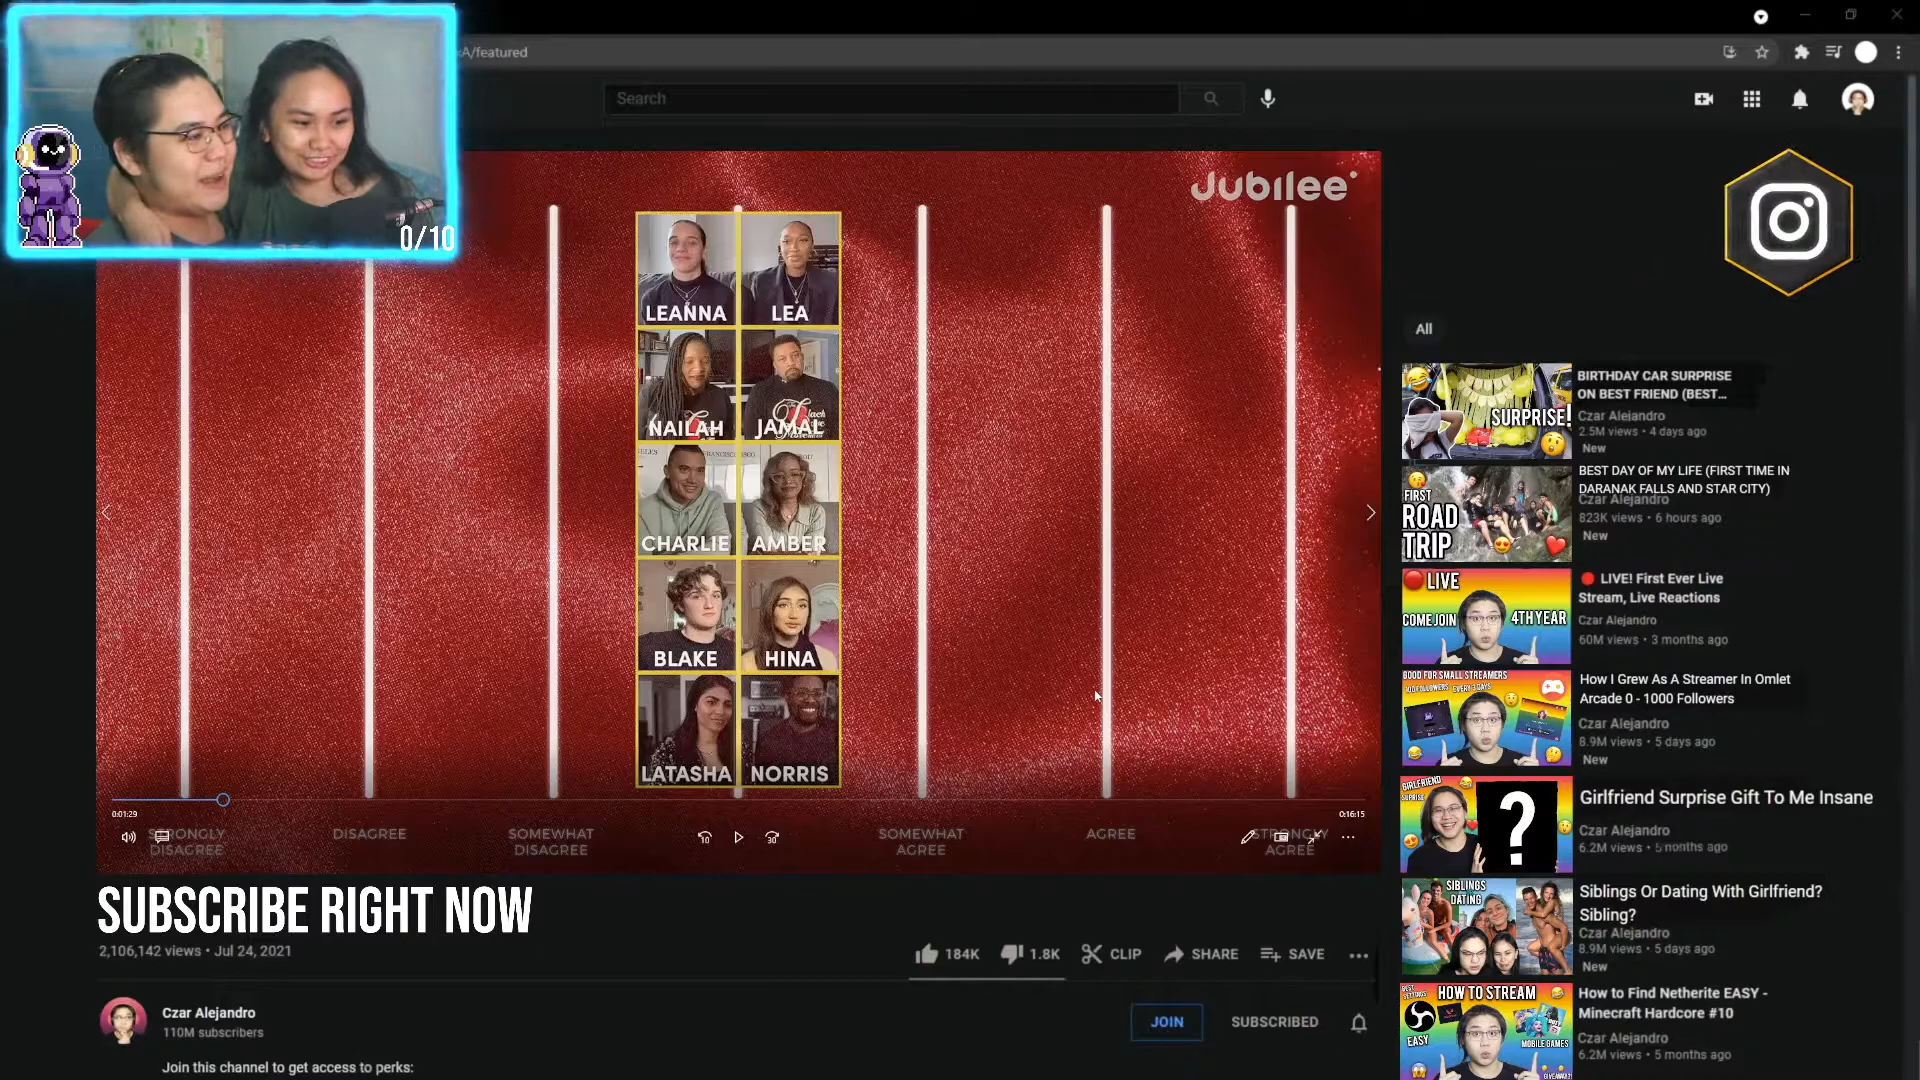 A/featured
Search
0/10
Jubilee
LEANNA
LEA
NAILAH
JAMAL
CHARLIE
AMBER
BLAKE
HINA
LATASHA
NORRIS
0:01:29
0:16:15
STRONGLY
DISAGREE
DISAGREE
SOMEWHAT
DISAGREE
10
30
SOMEWHAT
AGREE
AGREE
STRONGLY
AGREE
SUBSCRIBE RIGHT NOW
2,106,142 views • Jul 24, 2021
184K
1.8K
CLIP
SHARE
SAVE
Czar Alejandro
110M subscribers
JOIN
SUBSCRIBED
Join this channel to get access to perks:
All
SURPRISE!
BIRTHDAY CAR SURPRISE
ON BEST FRIEND (BEST...
Czar Alejandro
2.5M views • 4 days ago
New
FIRST
ROAD
TRIP
BEST DAY OF MY LIFE (FIRST TIME IN
DARANAK FALLS AND STAR CITY)
Czar Alejandro
823K views • 6 hours ago
New
LIVE
COME JOIN
4TH YEAR
LIVE! First Ever Live
Stream, Live Reactions
Czar Alejandro
60M views • 3 months ago
GOOD FOR SMALL STREAMERS
How I Grew As A Streamer In Omlet
Arcade 0 - 1000 Followers
Czar Alejandro
8.9M views • 5 days ago
New
GIRLFRIEND
SURPRISE
?
Girlfriend Surprise Gift To Me Insane
Czar Alejandro
6.2M views • 5 months ago
SIBLINGS
DATING
Siblings Or Dating With Girlfriend?
Sibling?
Czar Alejandro
8.9M views • 5 days ago
New
BEST
SETTINGS
HOW TO STREAM
EASY
MOBILE GAMES
How to Find Netherite EASY -
Minecraft Hardcore #10
Czar Alejandro
6.2M views • 5 months ago